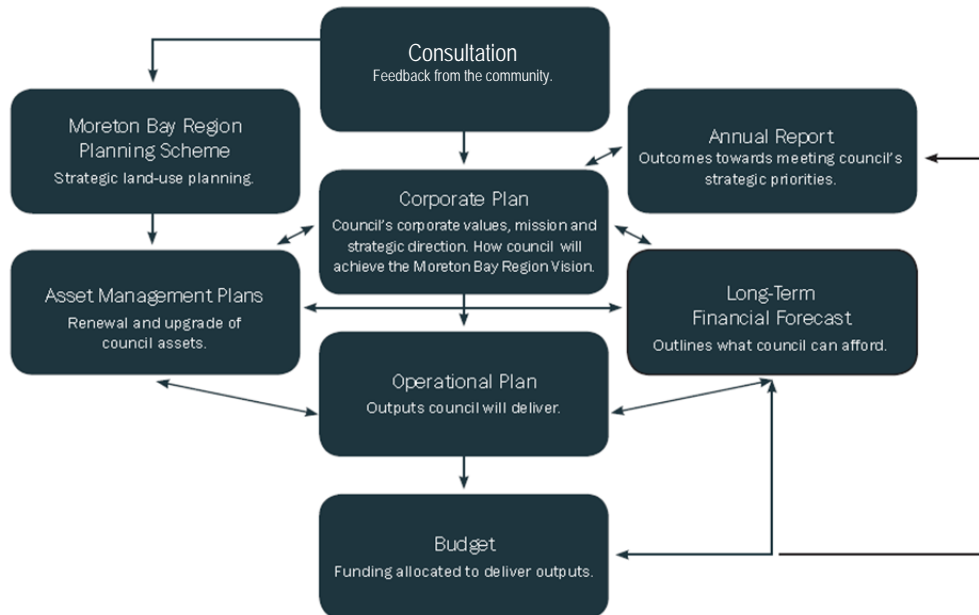 Consultation
Feedback from the community.
Moreton Bay Region
Planning Scheme
Strategic land-use planning.
Annual Report
Outcomes towards meeting council's
strategic priorities.
Corporate Plan
Council's corporate values, mission and
strategic direction. How council will
achieve the Moreton Bay Region Vision.
Asset Management Plans
Renewal and upgrade of
council assets.
Long-Term
Financial Forecast
Outlines what council can afford.
Operational Plan
Outputs council will deliver.
Budget
Funding allocated to deliver outputs.